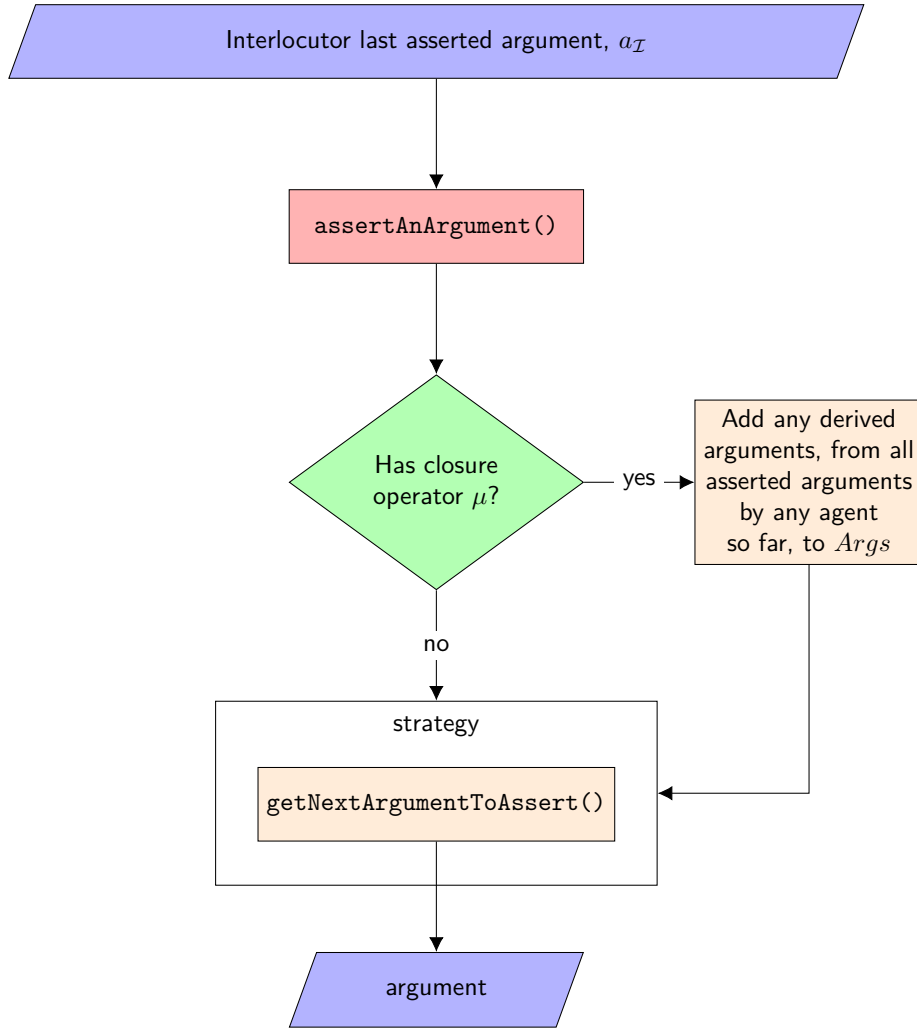 Interlocutor last asserted argument, $a_{\mathcal{I}}$
assertAnArgument()
Has closure
operator $\mu$?
yes
Add any derived
arguments, from all
asserted arguments
by any agent
so far, to $Args$
no
strategy
getNextArgumentToAssert()
argument